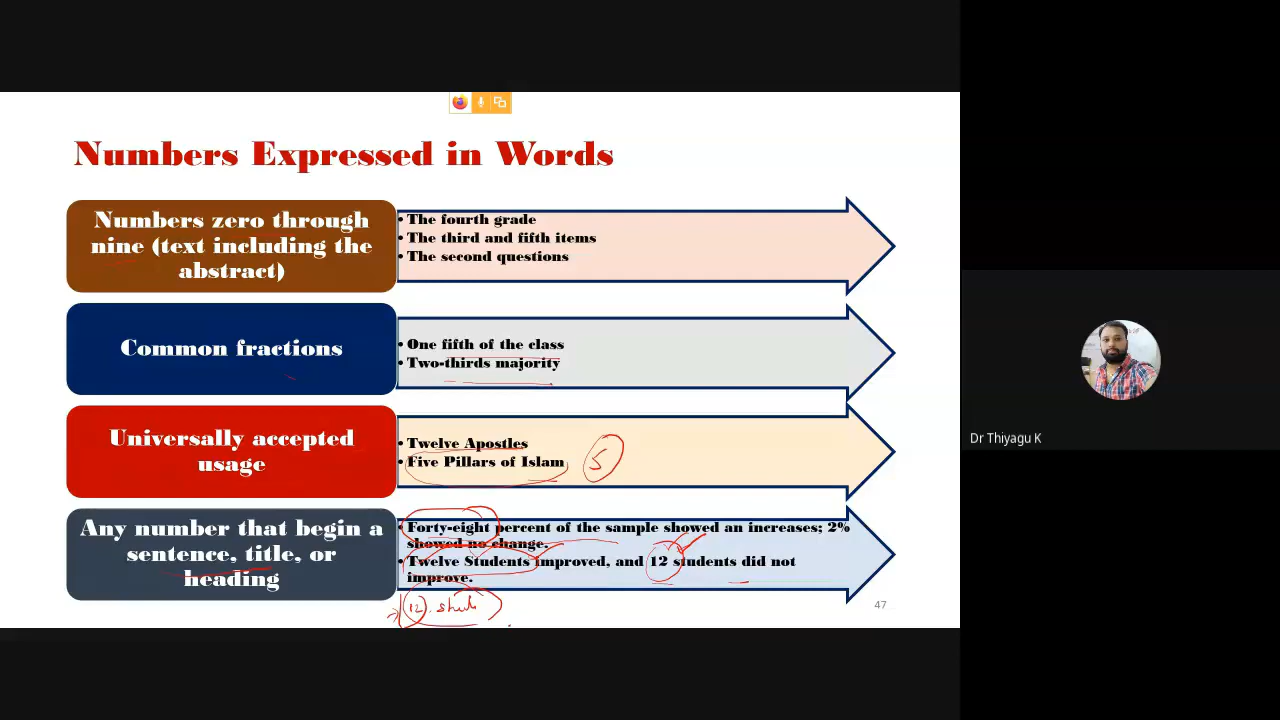 Numbers Expressed in Words
Numbers zero through
nine (text including the
abstract)
• The fourth grade
• The third and fifth items
• The second questions
Common fractions
• One fifth of the class
• Two-thirds majority
Universally accepted
usage
• Twelve Apostles
• Five Pillars of Islam
5
Any number that begin a
sentence, title, or
heading
• Forty-eight percent of the sample showed an increases; 2%
showed no change.
• Twelve Students improved, and 12 students did not
improve.
12
47
Dr Thiyagu K